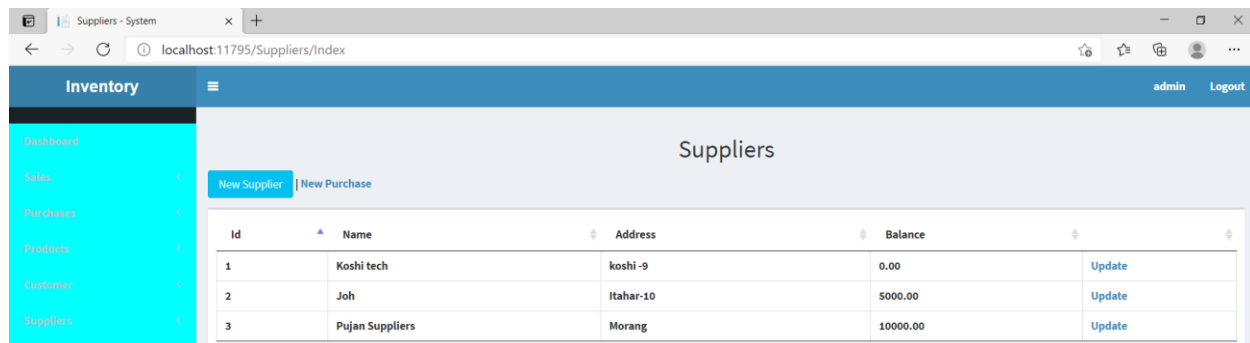 Suppliers - System
localhost:11795/Suppliers/Index
Inventory admin Logout
Dashboard
Sales
Purchases
Products
Customer
Suppliers
Suppliers
New Supplier | New Purchase
Id Name Address Balance
1 Koshi tech koshi -9 0.00 Update
2 Joh Itahar-10 5000.00 Update
3 Pujan Suppliers Morang 10000.00 Update